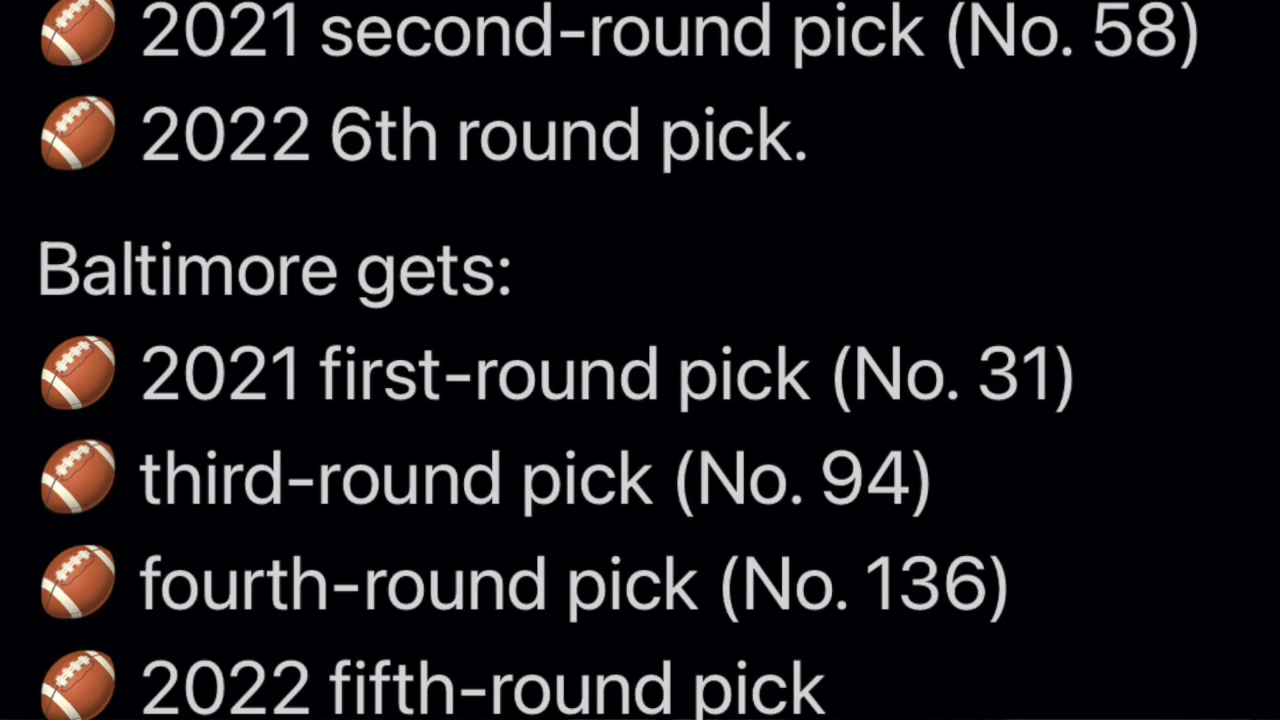 🏈 2021 second-round pick (No. 58)
🏈 2022 6th round pick.
Baltimore gets:
🏈 2021 first-round pick (No. 31)
🏈 third-round pick (No. 94)
🏈 fourth-round pick (No. 136)
🏈 2022 fifth-round pick